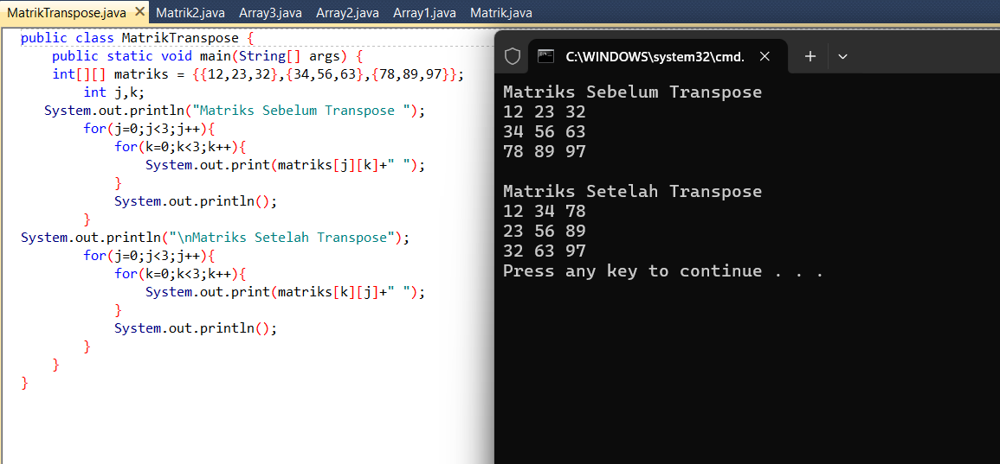 MatrikTranspose.java Matrik2.java Array3.java Array2.java Array1.java Matrik.java
public class MatrikTranspose {
public static void main(String[] args) {
int[][] matriks = {{12,23,32},{34,56,63},{78,89,97}};
int j,k;
System.out.println("Matriks Sebelum Transpose ");
for(j=0;j<3;j++){
for(k=0;k<3;k++){
System.out.print(matriks[j][k]+" ");
}
System.out.println();
}
System.out.println("\nMatriks Setelah Transpose");
for(j=0;j<3;j++){
for(k=0;k<3;k++){
System.out.print(matriks[k][j]+" ");
}
System.out.println();
}
}
}
C:\WINDOWS\system32\cmd.
Matriks Sebelum Transpose
12 23 32
34 56 63
78 89 97
Matriks Setelah Transpose
12 34 78
23 56 89
32 63 97
Press any key to continue . . .